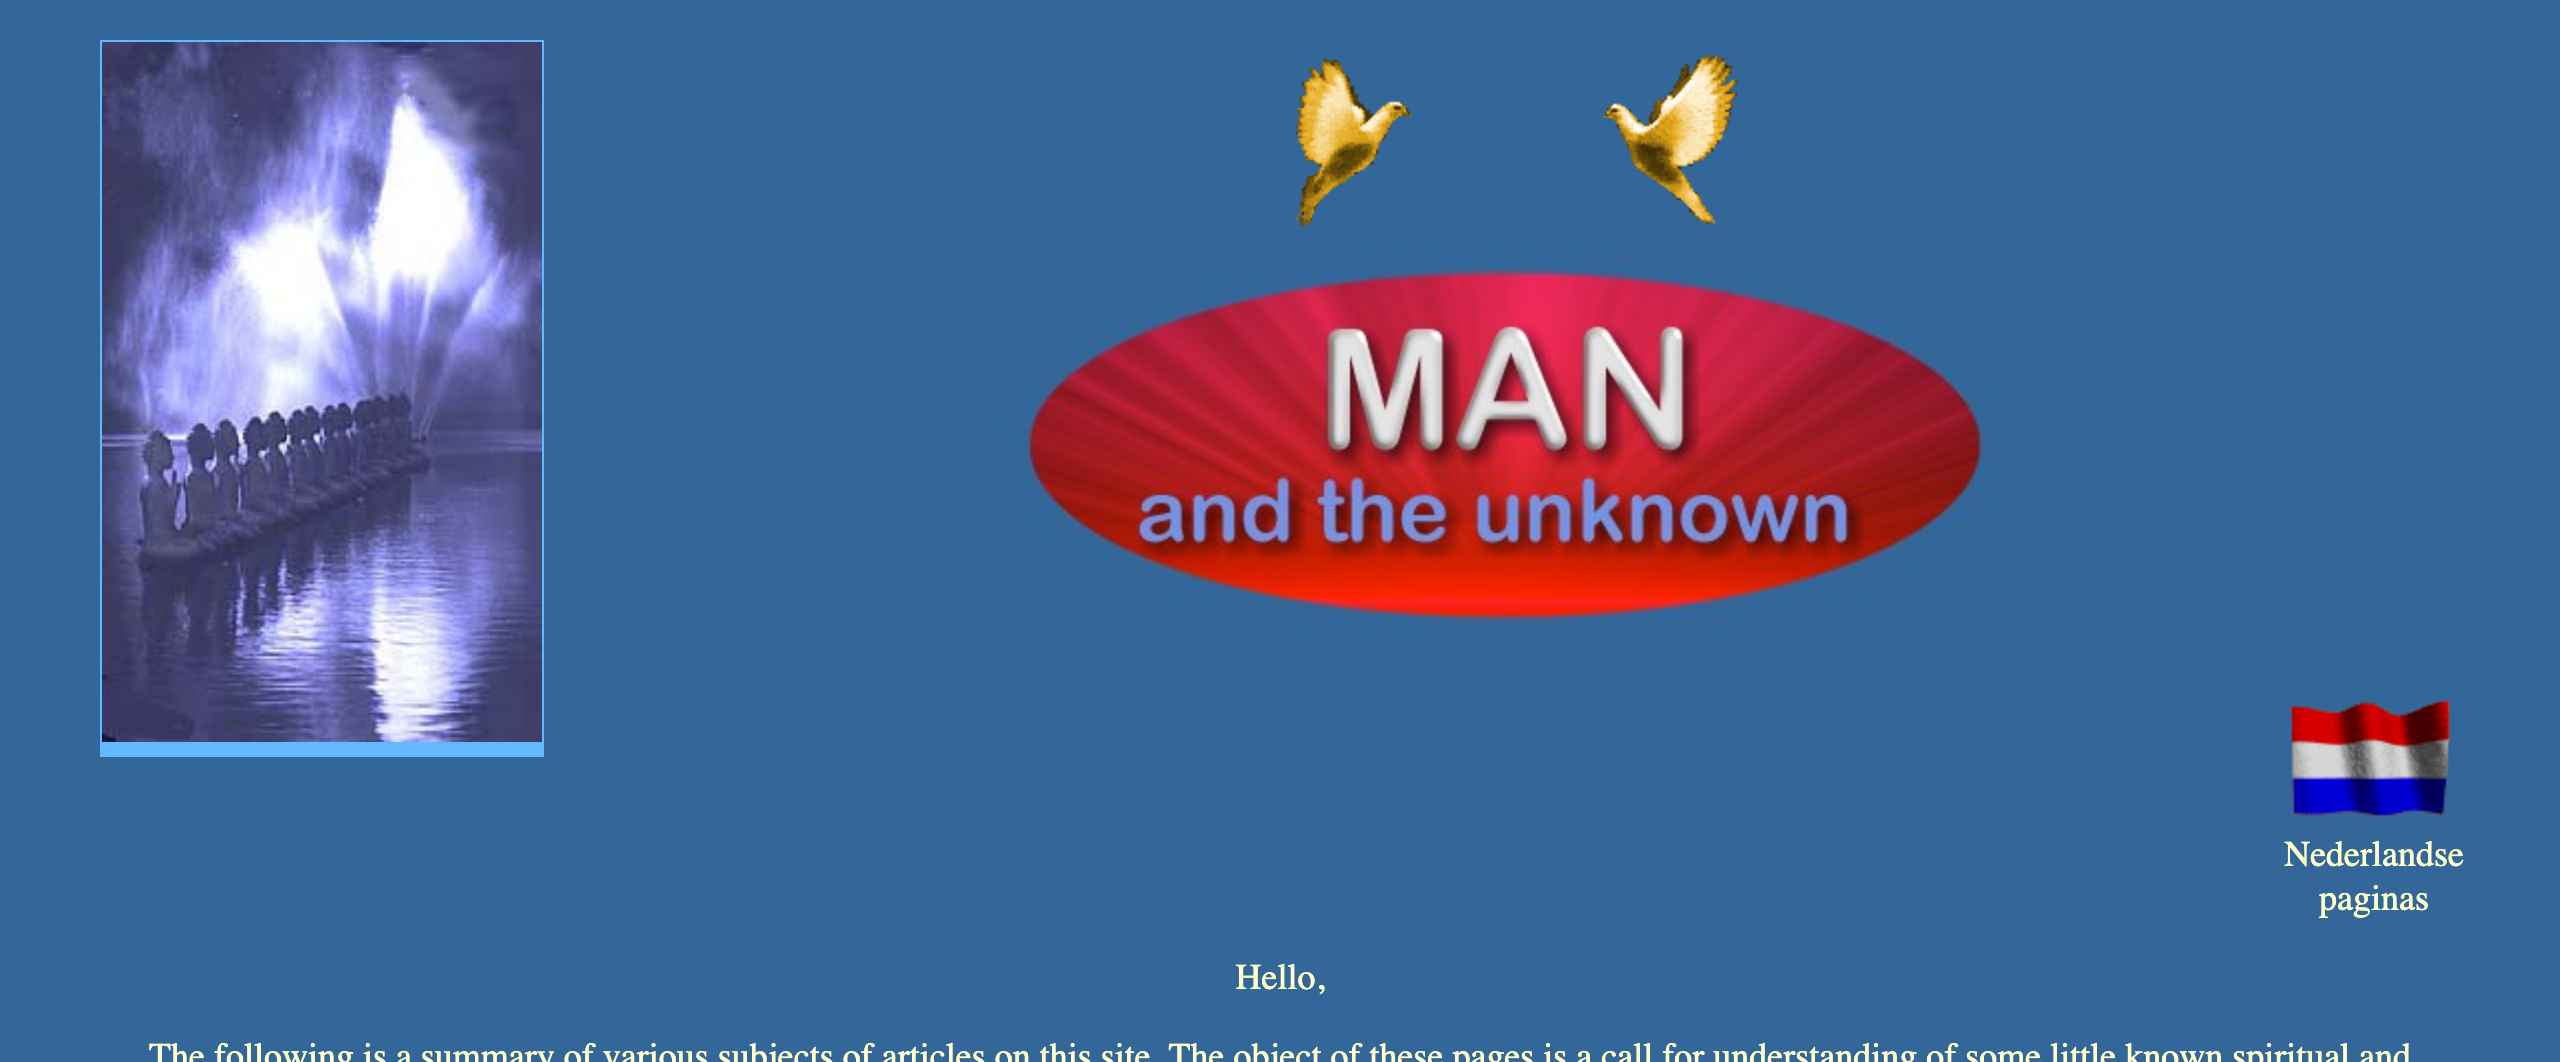 MAN
and the unknown
Nederlandse
paginas
Hello,
The following is a summary of various subjects of articles on this site. The object of these pages is a call for understanding of some little known spiritual and